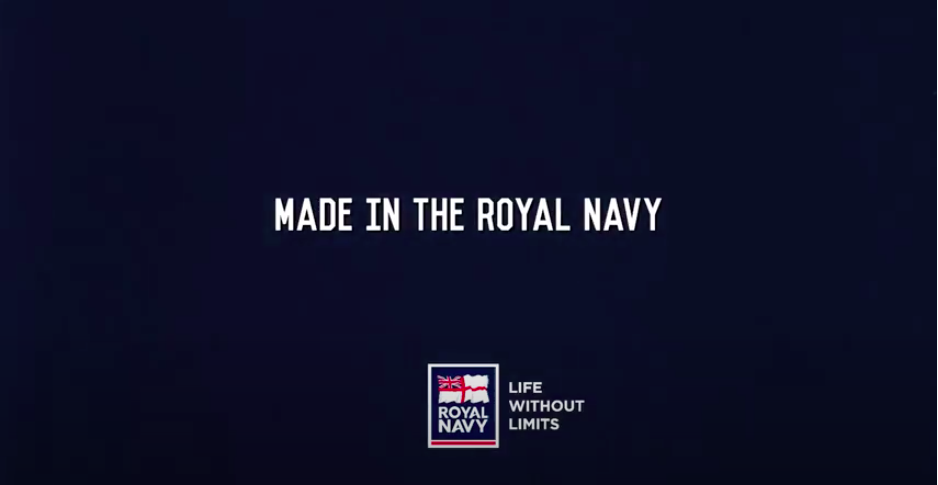 MADE IN THE ROYAL NAVY
ROYAL
NAVY
LIFE
WITHOUT
LIMITS